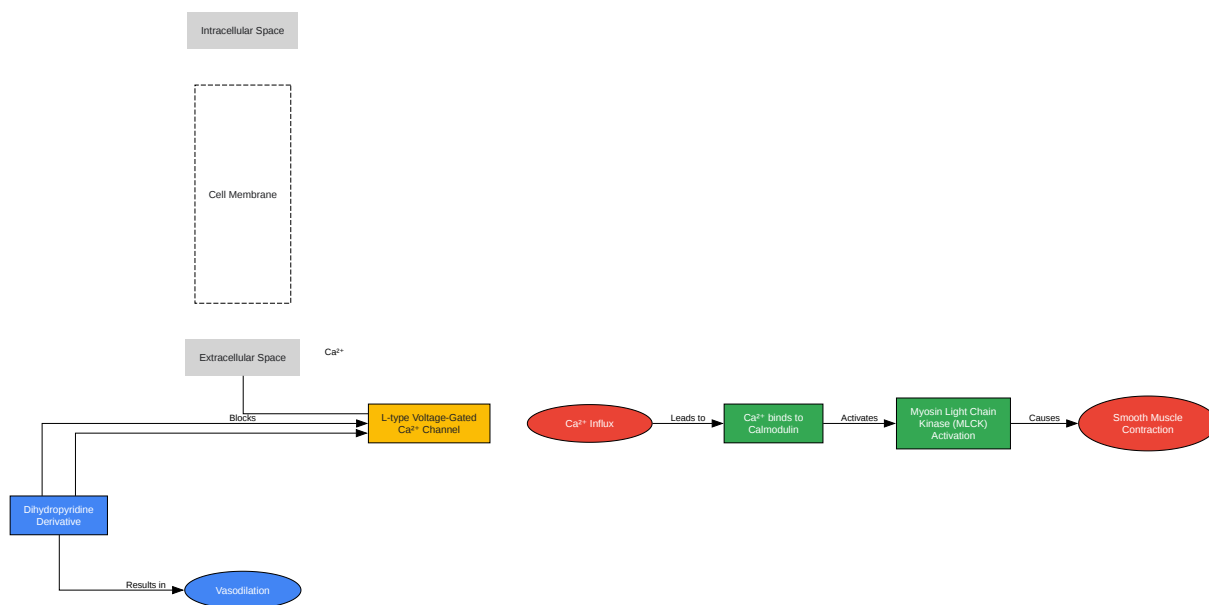 Intracellular Space
Cell Membrane
Extracellular Space
Ca²⁺
Blocks
L-type Voltage-Gated
Ca²⁺ Channel
Ca²⁺ Influx
Leads to
Ca²⁺ binds to
Calmodulin
Activates
Myosin Light Chain
Kinase (MLCK)
Activation
Causes
Smooth Muscle
Contraction
Dihydropyridine
Derivative
Results in
Vasodilation